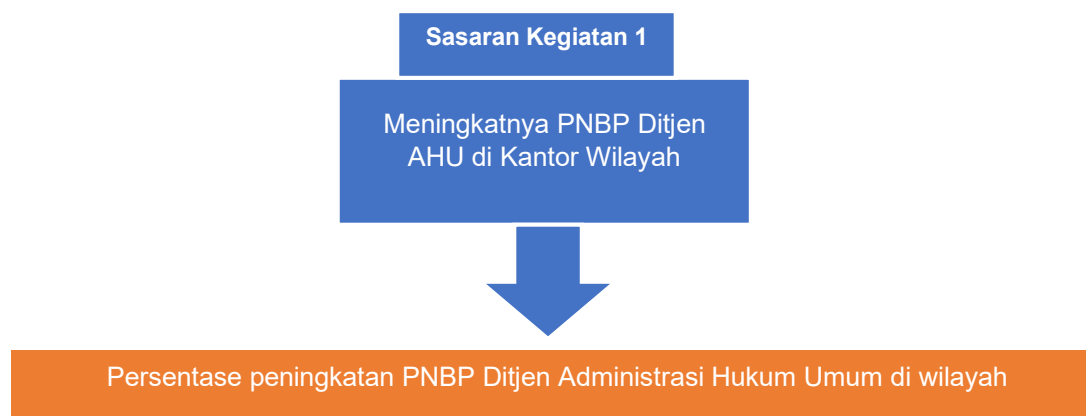 Sasaran Kegiatan 1
Meningkatnya PNBP Ditjen
AHU di Kantor Wilayah
Persentase peningkatan PNBP Ditjen Administrasi Hukum Umum di wilayah